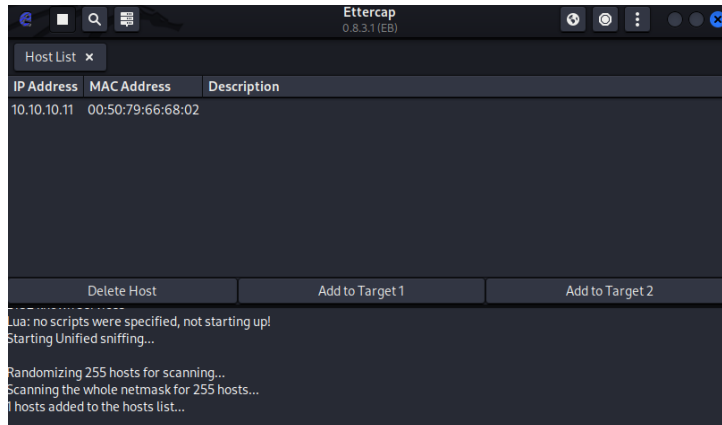 Ettercap
0.8.3.1 (EB)
Host List ×
IP Address MAC Address Description
10.10.10.11 00:50:79:66:68:02
Delete Host Add to Target 1 Add to Target 2
Lua: no scripts were specified, not starting up!
Starting Unified sniffing...
Randomizing 255 hosts for scanning...
Scanning the whole netmask for 255 hosts...
1 hosts added to the hosts list...